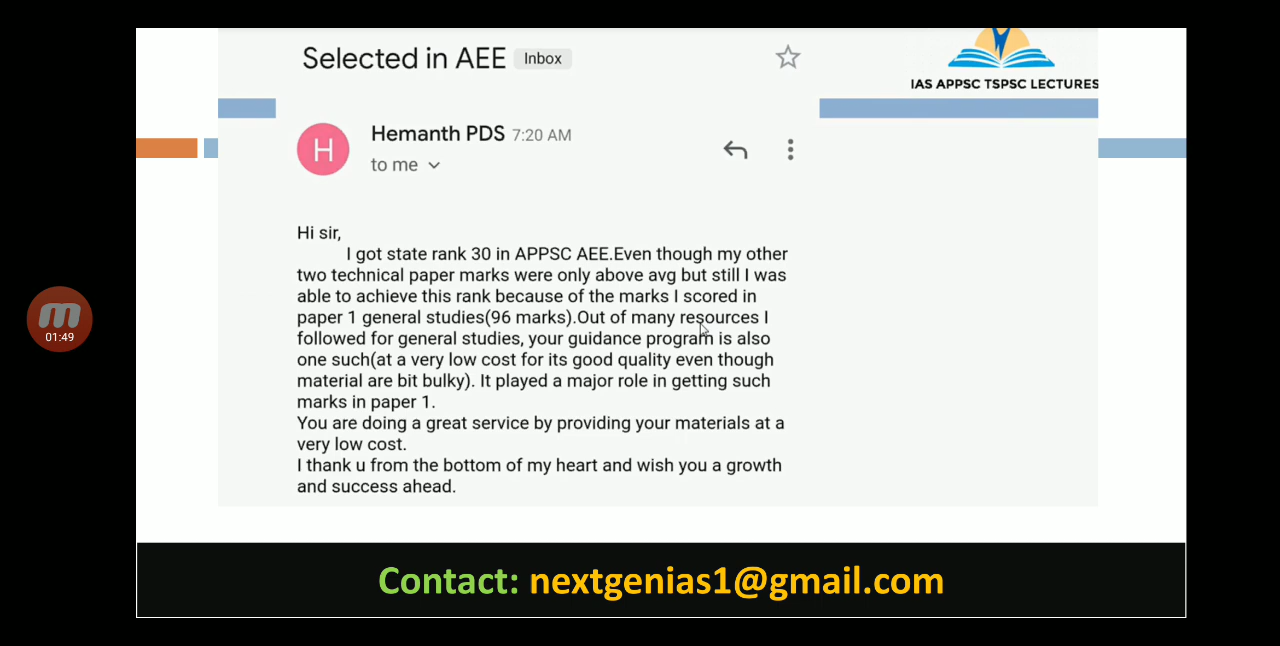 Selected in AEE Inbox
IAS APPSC TSPSC LECTURES
H
Hemanth PDS 7:20 AM
to me
Hi sir,
I got state rank 30 in APPSC AEE.Even though my other
two technical paper marks were only above avg but still I was
able to achieve this rank because of the marks I scored in
paper 1 general studies(96 marks).Out of many resources I
followed for general studies, your guidance program is also
one such(at a very low cost for its good quality even though
material are bit bulky). It played a major role in getting such
marks in paper 1.
You are doing a great service by providing your materials at a
very low cost.
I thank u from the bottom of my heart and wish you a growth
and success ahead.
m
01:49
Contact: nextgenias1@gmail.com